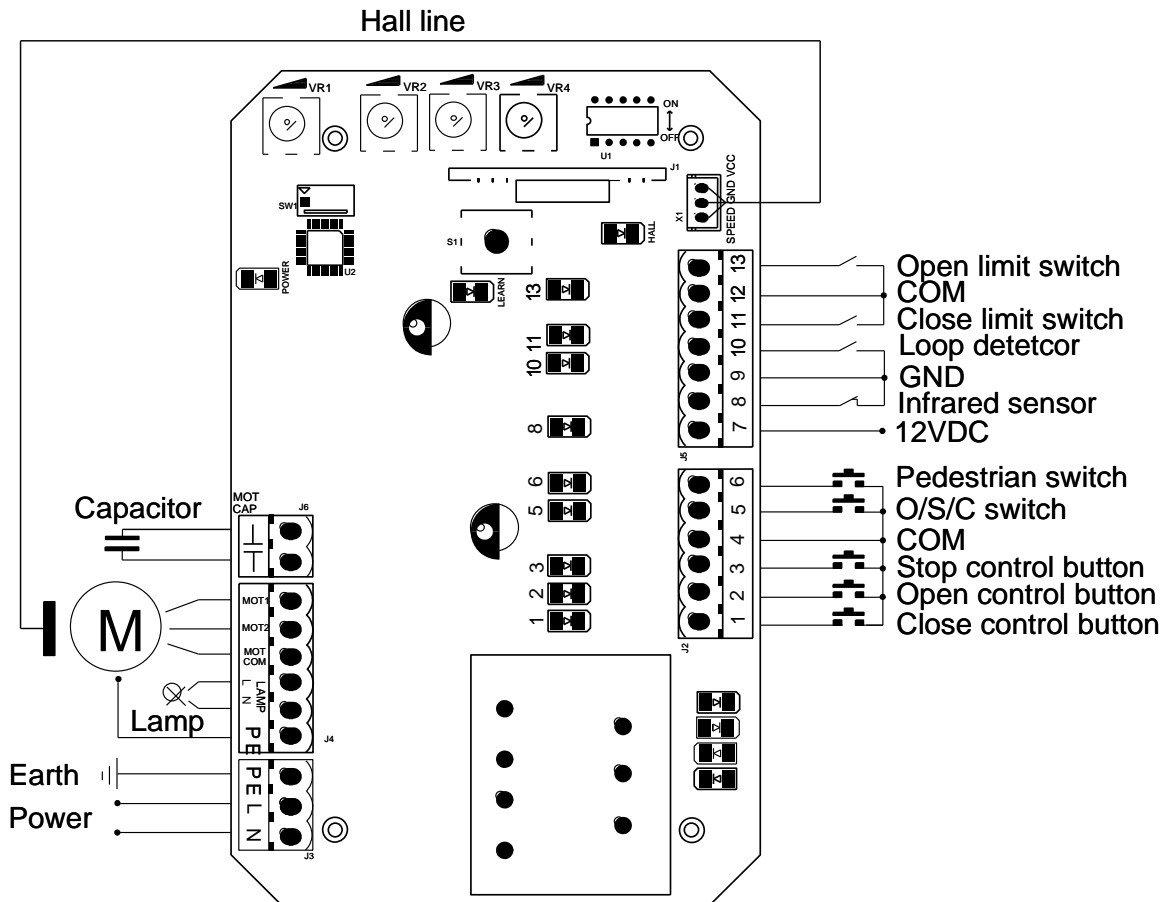 Hall line
VR1
VR2
VR3
VR4
ON
OFF
U1
J1
SW1
U2
POWER
S1
LEARN
HALL
X1
SPEED GND VCC
13
11
10
8
6
5
3
2
1
13
12
11
10
9
8
7
J5
Open limit switch
COM
Close limit switch
Loop detetcor
GND
Infrared sensor
12VDC
6
5
4
3
2
1
J2
Pedestrian switch
O/S/C switch
COM
Stop control button
Open control button
Close control button
Capacitor
MOT
CAP
J6
M
MOT1
MOT2
MOT
COM
LAMP
L N
Lamp
PE
J4
Earth
Power
PE L N
J3